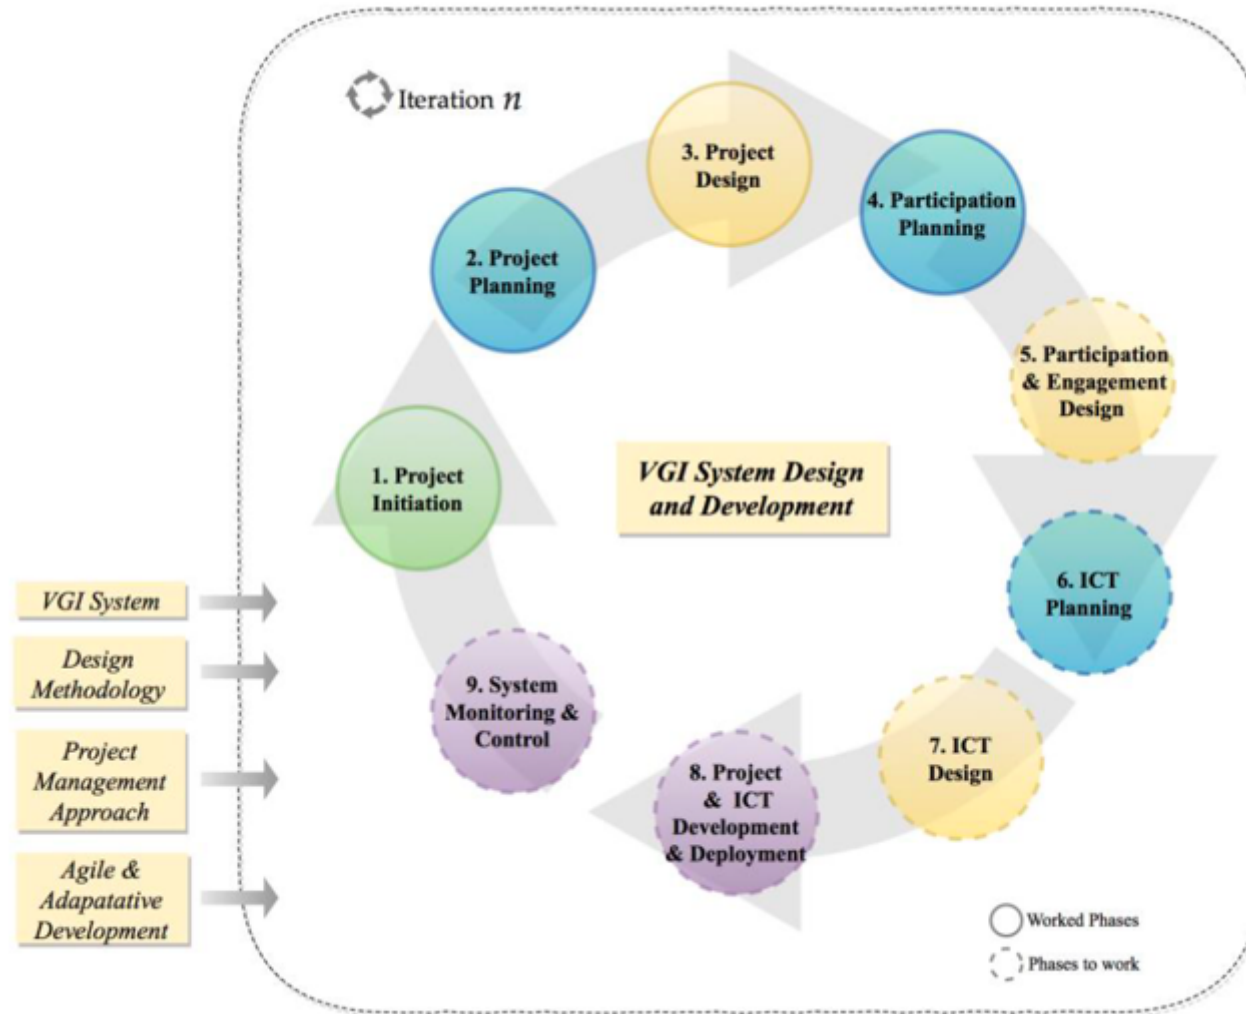 Iteration n
3. Project
Design
4. Participation
Planning
2. Project
Planning
5. Participation
& Engagement
Design
1. Project
Initiation
VGI System Design
and Development
6. ICT
Planning
VGI System
Design
Methodology
Project
Management
Approach
Agile &
Adapatative
Development
9. System
Monitoring &
Control
7. ICT
Design
8. Project
& ICT
Development
& Deployment
Worked Phases
Phases to work